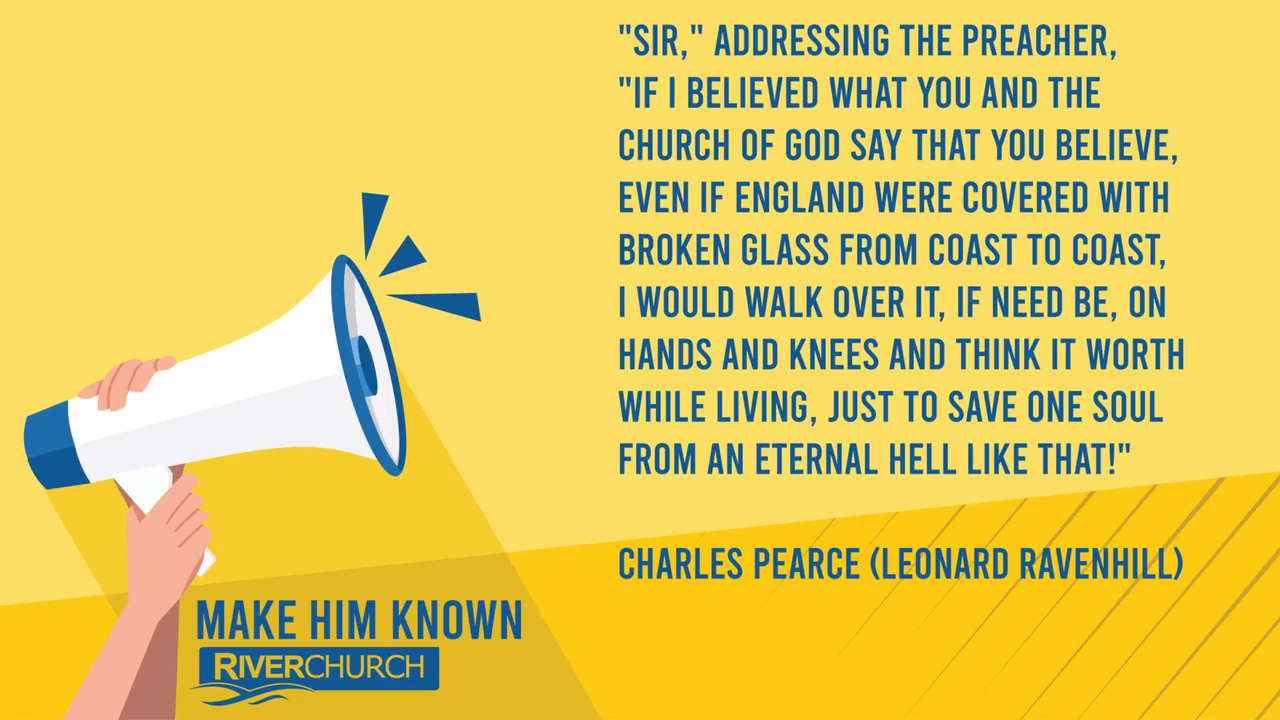 "SIR," ADDRESSING THE PREACHER,
"IF I BELIEVED WHAT YOU AND THE
CHURCH OF GOD SAY THAT YOU BELIEVE,
EVEN IF ENGLAND WERE COVERED WITH
BROKEN GLASS FROM COAST TO COAST,
I WOULD WALK OVER IT, IF NEED BE, ON
HANDS AND KNEES AND THINK IT WORTH
WHILE LIVING, JUST TO SAVE ONE SOUL
FROM AN ETERNAL HELL LIKE THAT!"
CHARLES PEARCE (LEONARD RAVENHILL)
MAKE HIM KNOWN
RIVERCHURCH